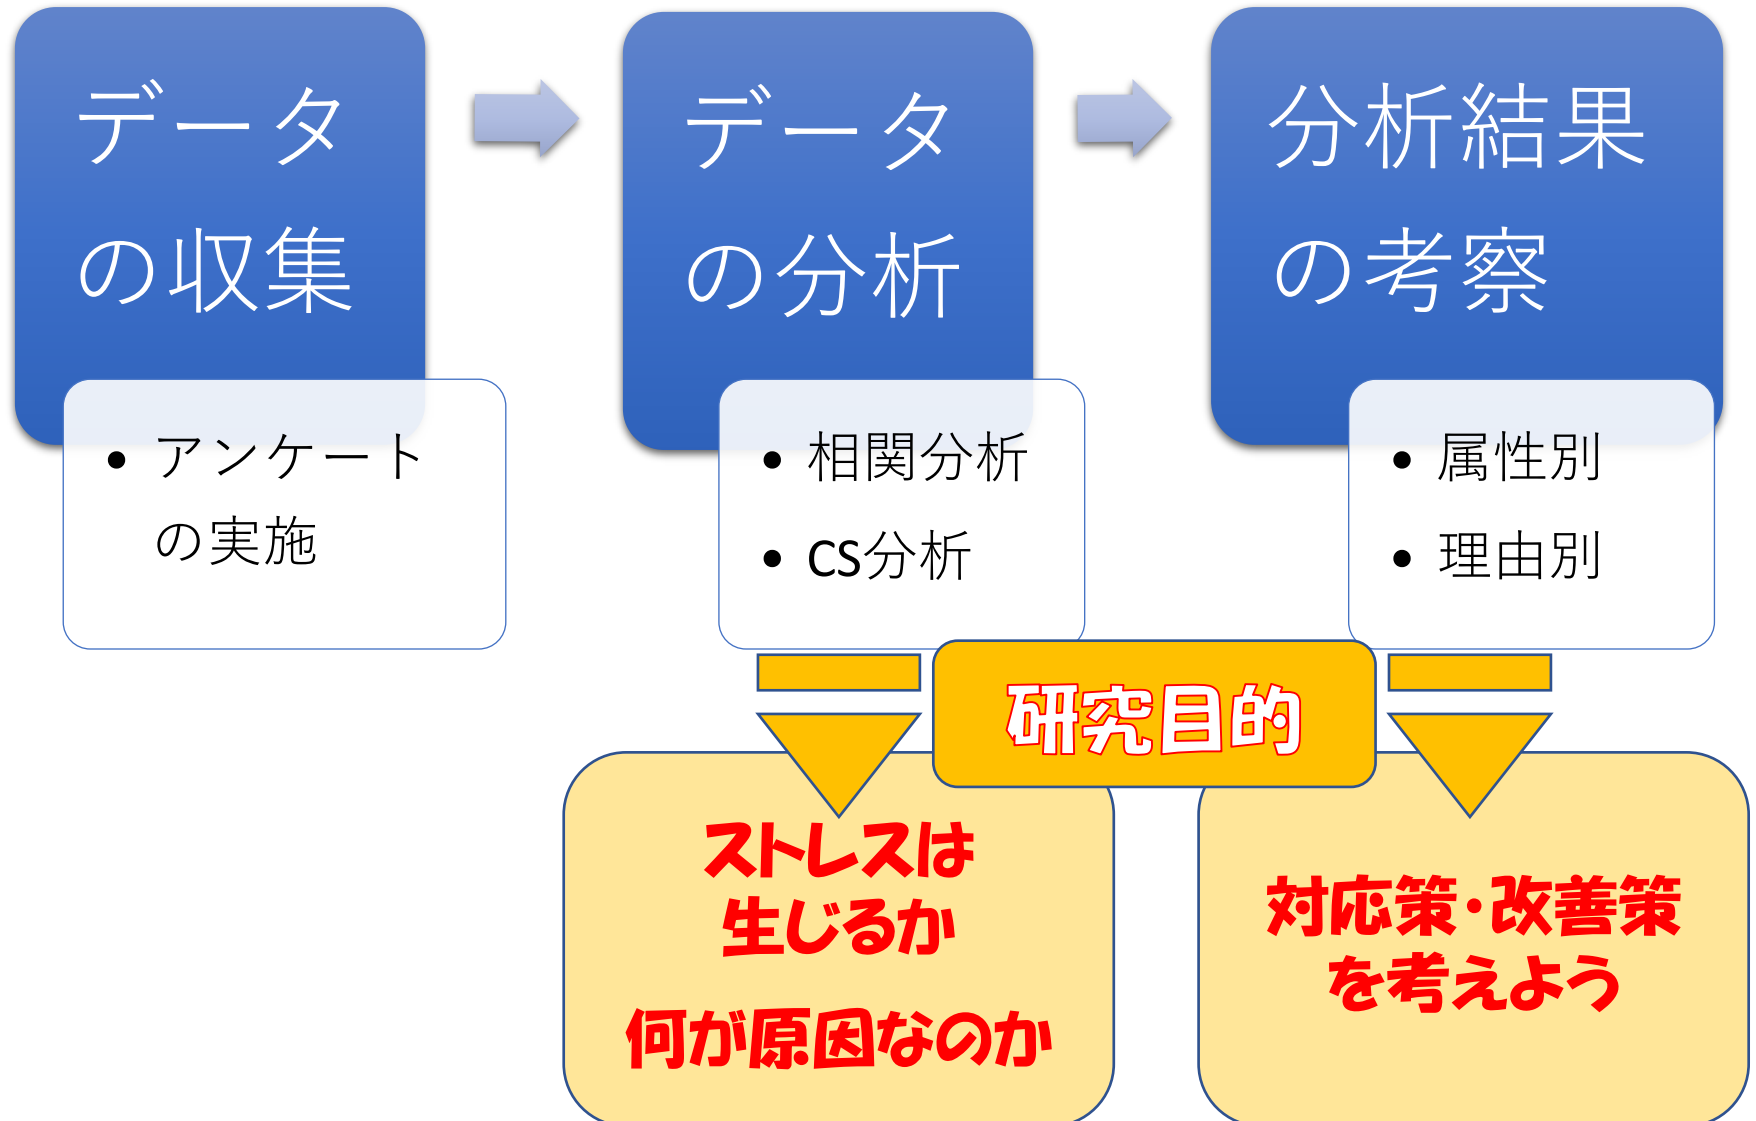 データ
の収集
• アンケート
の実施
データ
の分析
• 相関分析
• CS分析
分析結果
の考察
• 属性別
• 理由別
研究目的
ストレスは
生じるか
何が原因なのか
対応策・改善策
を考えよう